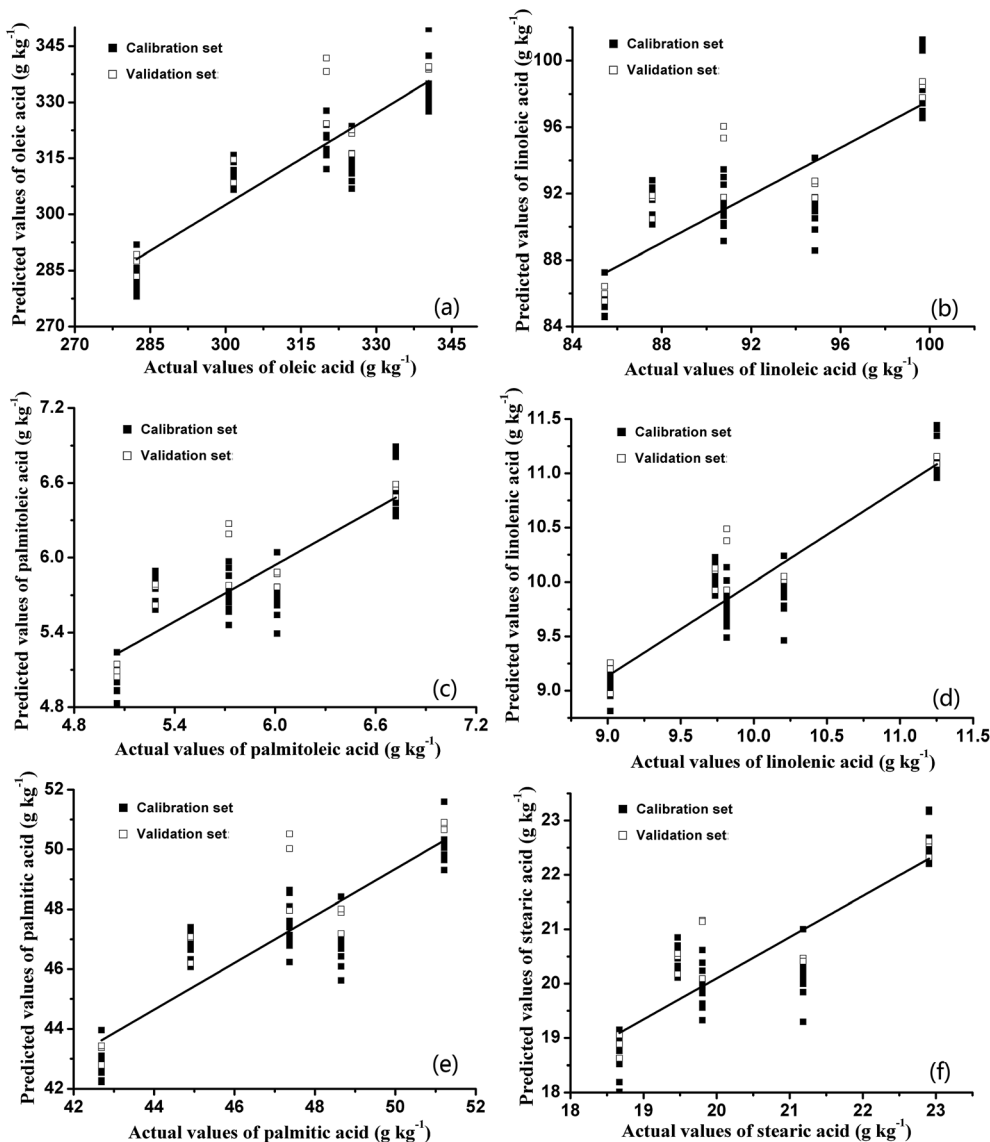 Predicted values of oleic acid (g kg⁻¹)
345
330
315
300
285
270
Calibration set
Validation set
(a)
270 285 300 315 330 345
Actual values of oleic acid (g kg⁻¹)
Predicted values of linoleic acid (g kg⁻¹)
100
96
92
88
84
Calibration set
Validation set
(b)
84 88 92 96 100
Actual values of linoleic acid (g kg⁻¹)
Predicted values of palmitoleic acid (g kg⁻¹)
7.2
6.6
6.0
5.4
4.8
Calibration set
Validation set
(c)
4.8 5.4 6.0 6.6 7.2
Actual values of palmitoleic acid (g kg⁻¹)
Predicted values of linolenic acid (g kg⁻¹)
11.5
11.0
10.5
10.0
9.5
9.0
Calibration set
Validation set
(d)
9.0 9.5 10.0 10.5 11.0 11.5
Actual values of linolenic acid (g kg⁻¹)
Predicted values of palmitic acid (g kg⁻¹)
52
50
48
46
44
42
Calibration set
Validation set
(e)
42 44 46 48 50 52
Actual values of palmitic acid (g kg⁻¹)
Predicted values of stearic acid (g kg⁻¹)
23
22
21
20
19
18
Calibration set
Validation set
(f)
18 19 20 21 22 23
Actual values of stearic acid (g kg⁻¹)